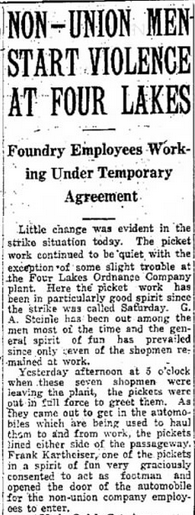 NON-UNION MEN
START VIOLENCE
AT FOUR LAKES
Foundry Employees Work-
ing Under Temporary
Agreement
Little change was evident in the
strike situation today. The picket
work continued to be quiet with the
exception of some slight trouble at
the Four Lakes Ordnance Company
plant. Here the picket work has
been in particularly good spirit since
the strike was called Saturday. G.
A. Steinle has been out among the
men most of the time and the gen-
eral spirit of fun has prevailed
since only seven of the shopmen re-
mained at work.
Yesterday afternoon at 5 o'clock
when these seven shopmen were
leaving the plant, the pickets were
out in full force to greet them. As
they came out to get in the automo-
biles which are being used to haul
them to and from work, the pickets
lined either side of the passageway.
Frank Kartheiser, one of the pickets
in a spirit of fun very graciously
consented to act as footman and
opened the door of the automobile
for the non-union company employ-
ees to enter.